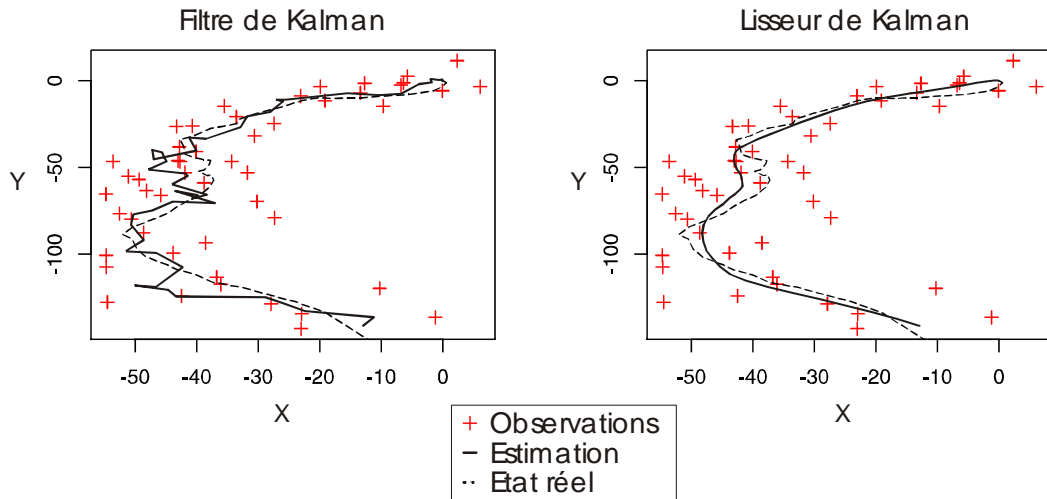 Filtre de Kalman
Lisseur de Kalman
0
-50
-100
Y
-50
-40
-30
-20
-10
0
X
0
-50
-100
Y
-50
-40
-30
-20
-10
0
X
Observations
Estimation
Etat réel